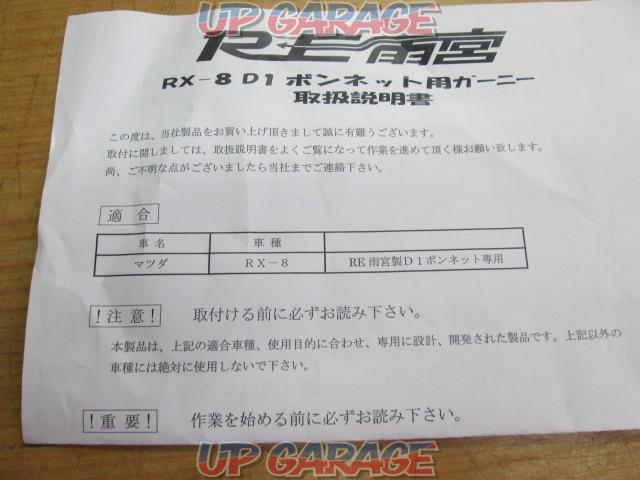 UP GARAGE
RE雨宮
RX-8 D1 ボンネット用ガーニー
取扱説明書
この度は、当社製品をお買い上げ頂きまして誠に有難うございます。
取付に関しましては、取扱説明書をよくご覧になって作業を進めて頂く様お願い致します。
尚、ご不明な点がございましたら当社までご連絡下さい。
適合
車名 車種
マツダ RX-8 RE雨宮製D1ボンネット専用
!注意! 取付ける前に必ずお読み下さい。
本製品は、上記の適合車種、使用目的に合わせ、専用に設計、開発された製品です。上記以外の
車種には絶対に使用しないで下さい。
!重要! 作業を始める前に必ずお読み下さい。
UP GARAGE